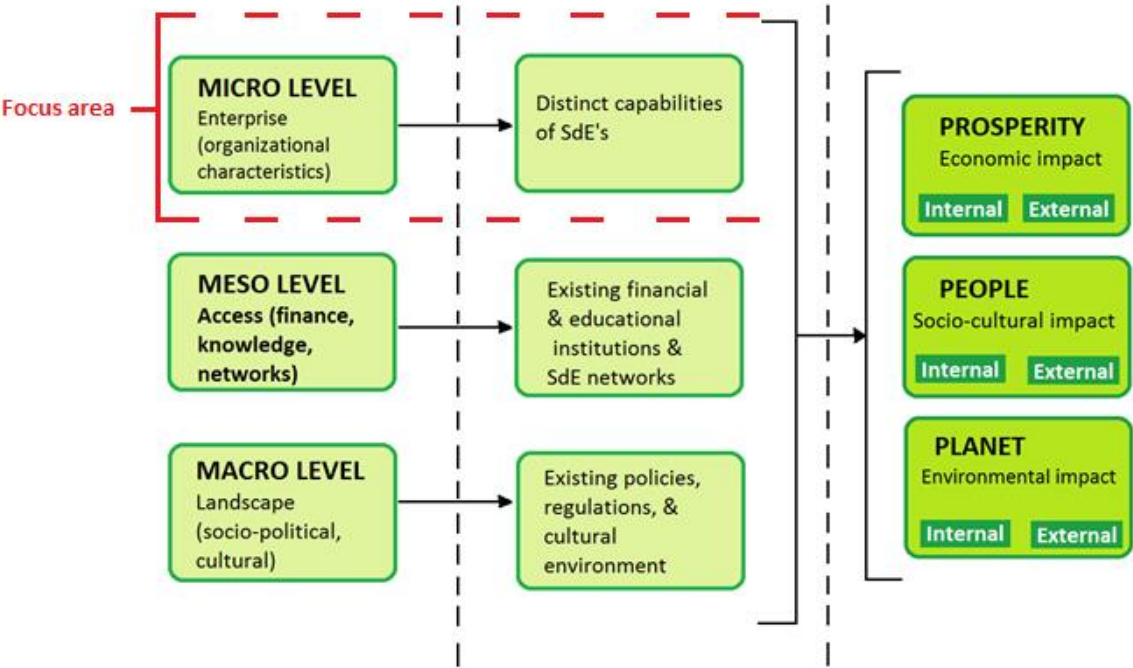 Focus area
MICRO LEVEL
Enterprise
(organizational
characteristics)
Distinct capabilities
of SdE's
MESO LEVEL
Access (finance,
knowledge,
networks)
Existing financial
& educational
institutions &
SdE networks
MACRO LEVEL
Landscape
(socio-political,
cultural)
Existing policies,
regulations, &
cultural
environment
PROSPERITY
Economic impact
Internal External
PEOPLE
Socio-cultural impact
Internal External
PLANET
Environmental impact
Internal External